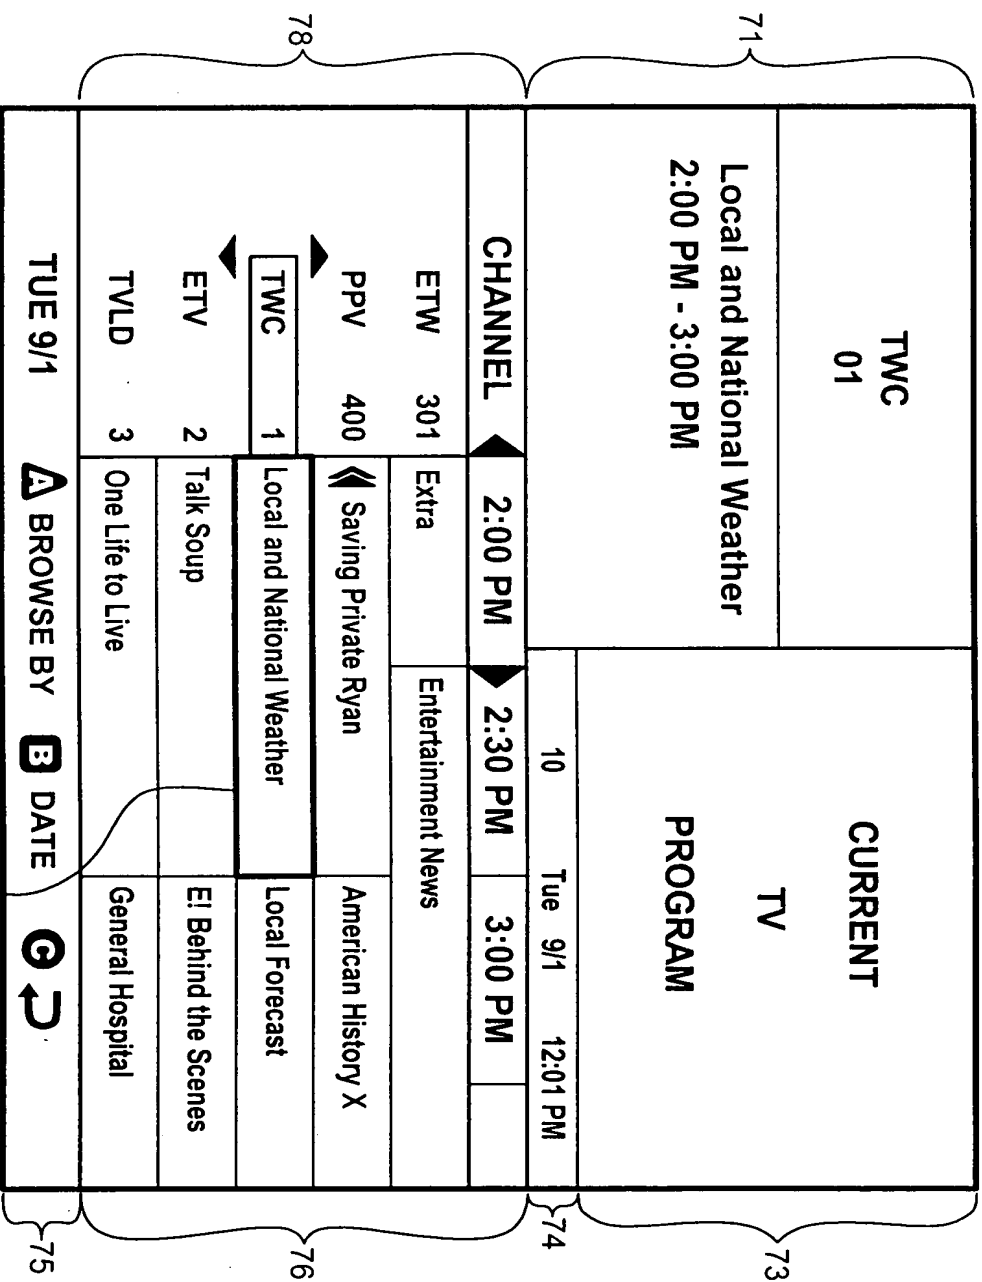 71
TWC
01
Local and National Weather
2:00 PM - 3:00 PM
CURRENT
TV
PROGRAM
73
10 Tue 9/1 12:01 PM
74
78
CHANNEL 2:00 PM 2:30 PM 3:00 PM
ETW 301 Extra Entertainment News
PPV 400 Saving Private Ryan American History X
TWC 1 Local and National Weather Local Forecast
ETV 2 Talk Soup E! Behind the Scenes
TVLD 3 One Life to Live General Hospital
76
TUE 9/1 A BROWSE BY B DATE C
75